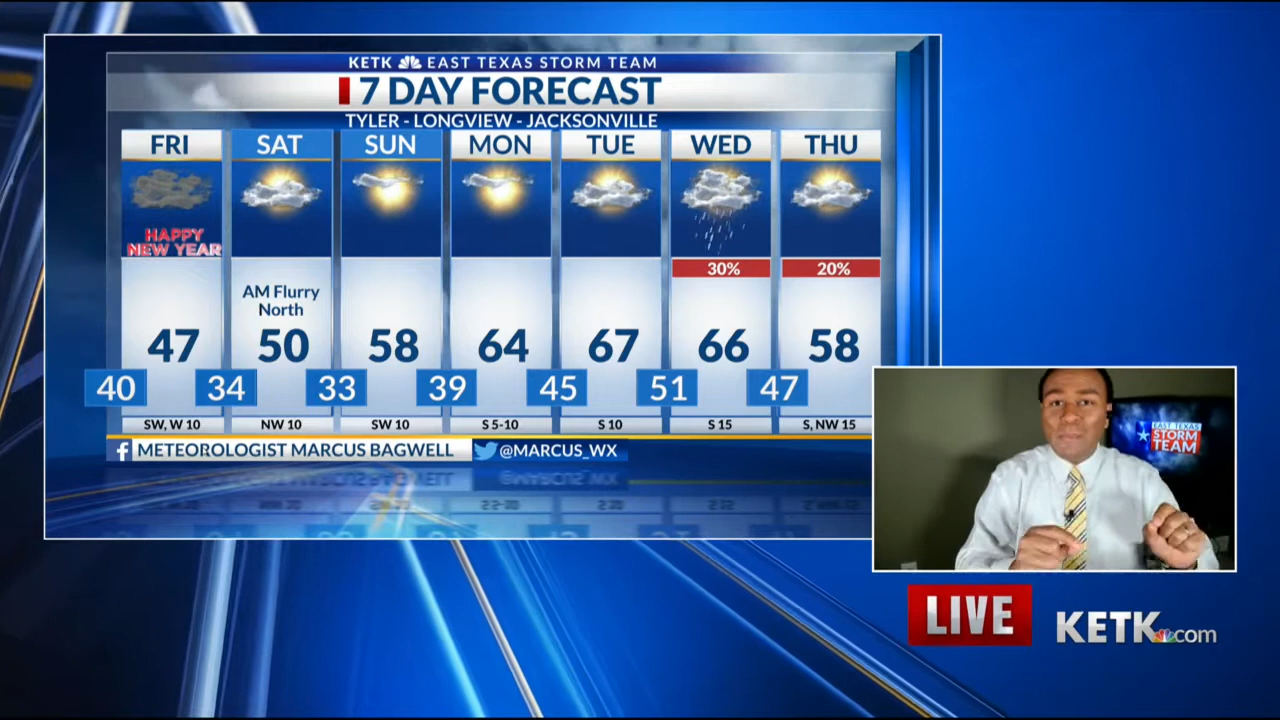 KETK EAST TEXAS STORM TEAM
7 DAY FORECAST
TYLER - LONGVIEW - JACKSONVILLE
FRI SAT SUN MON TUE WED THU
HAPPY
NEW YEAR
30% 20%
AM Flurry
North
47 50 58 64 67 66 58
40 34 33 39 45 51 47
SW, W 10 NW 10 SW 10 S 5-10 S 10 S 15 S, NW 15
f METEOROLOGIST MARCUS BAGWELL @MARCUS_WX
EAST TEXAS
STORM
TEAM
LIVE KETK.com